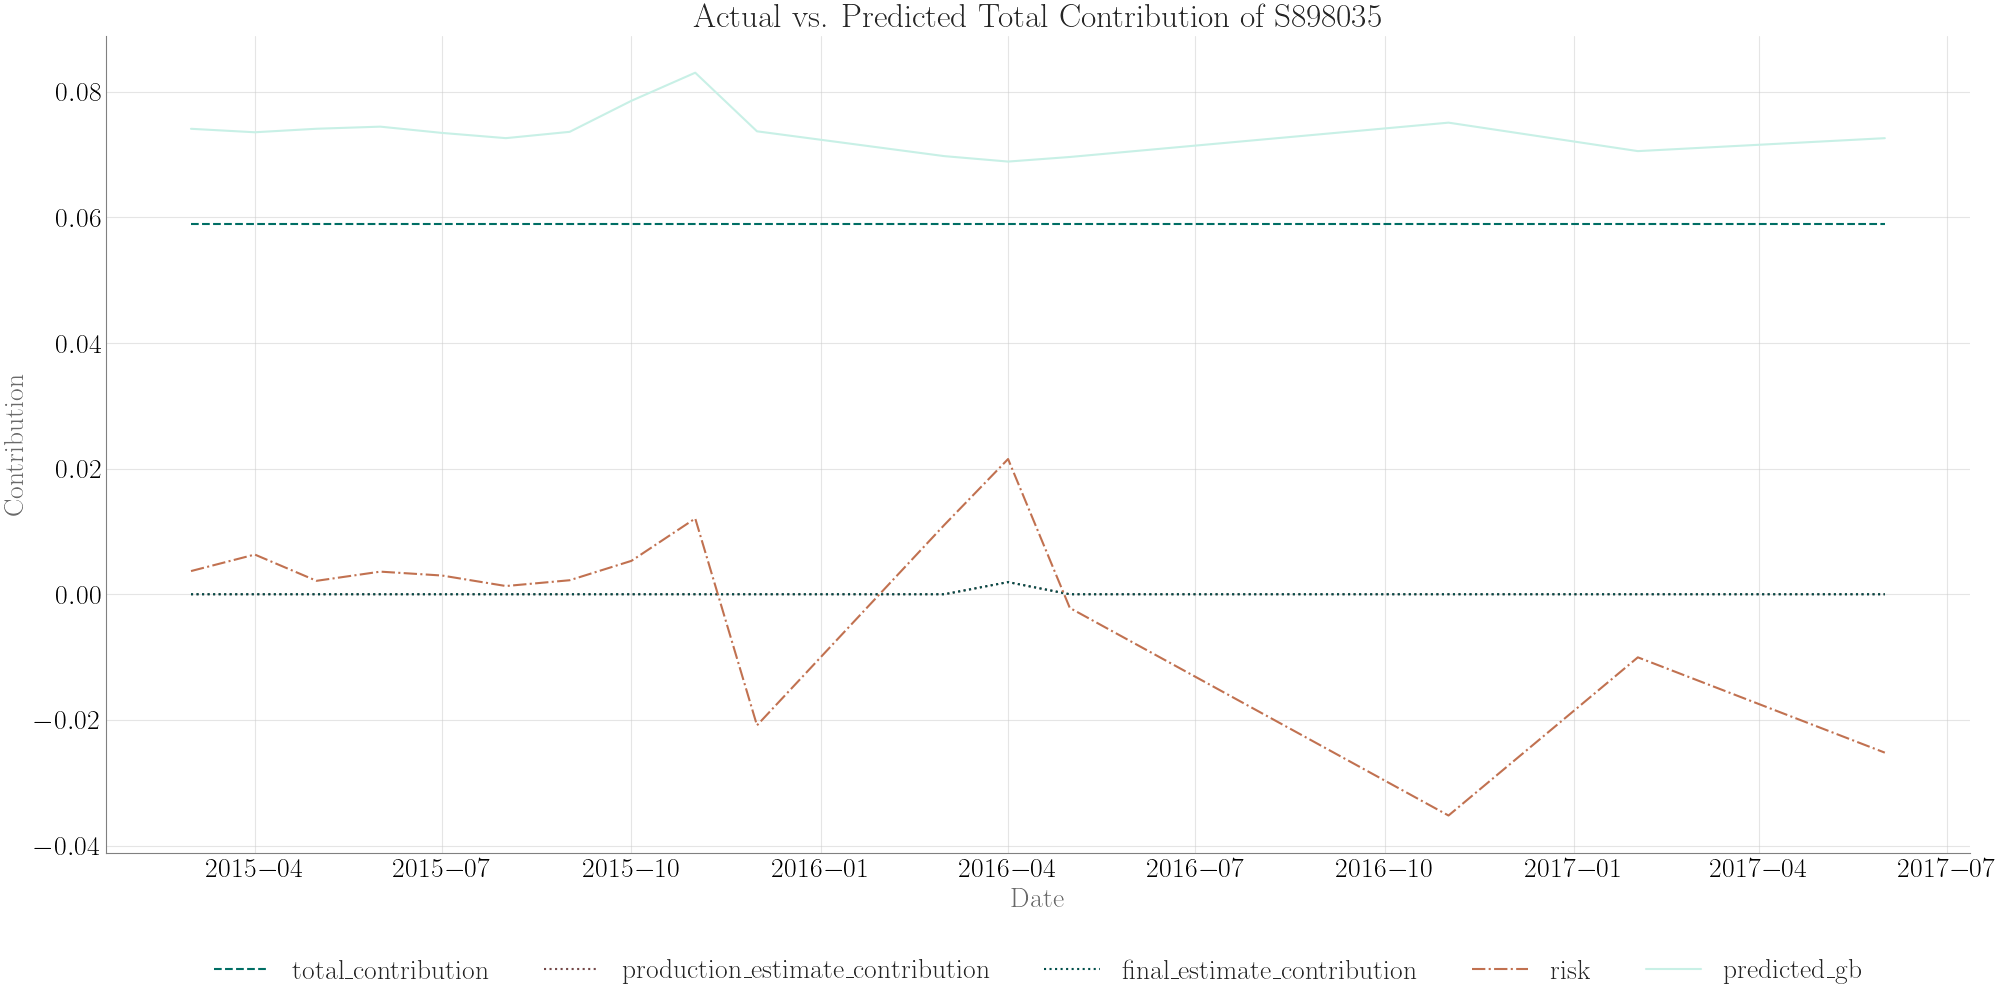 Actual vs. Predicted Total Contribution of S898035
Contribution
0.08
0.06
0.04
0.02
0.00
−0.02
−0.04
2015−04 2015−07 2015−10 2016−01 2016−04 2016−07 2016−10 2017−01 2017−04 2017−07
Date
total_contribution production_estimate_contribution final_estimate_contribution risk predicted_gb